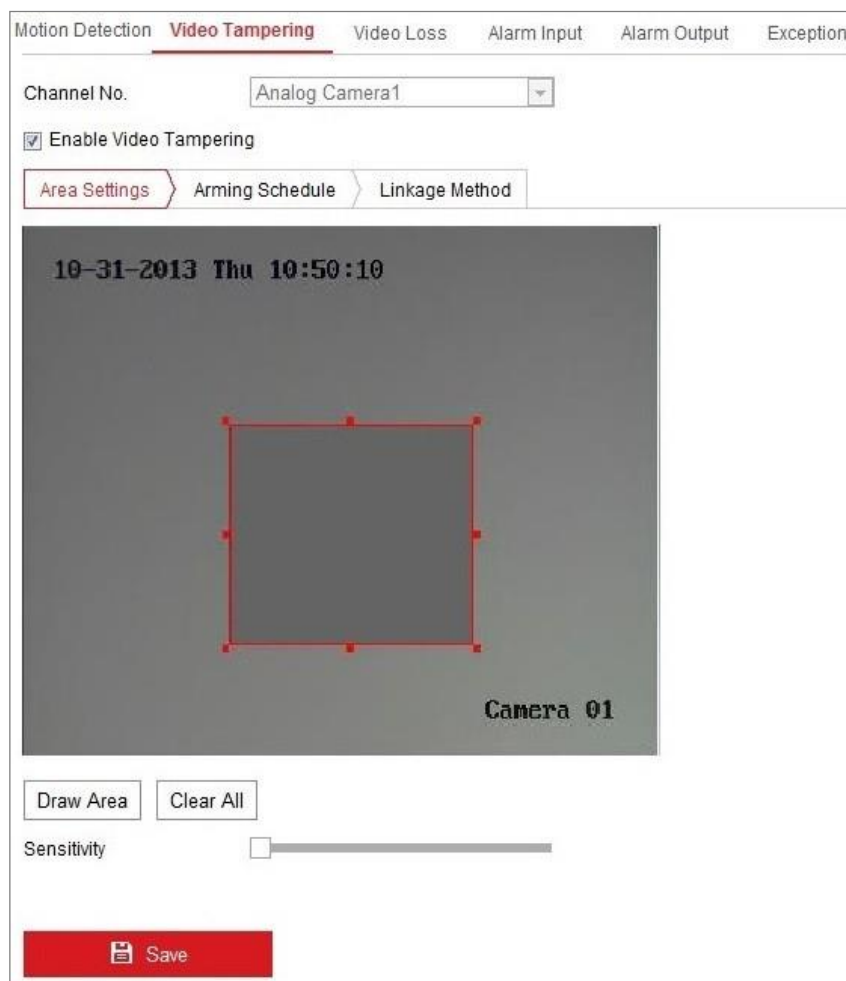 Motion Detection Video Tampering Video Loss Alarm Input Alarm Output Exception
Channel No. Analog Camera1
Enable Video Tampering
Area Settings Arming Schedule Linkage Method
10-31-2013 Thu 10:50:10
Camera 01
Draw Area Clear All
Sensitivity
Save